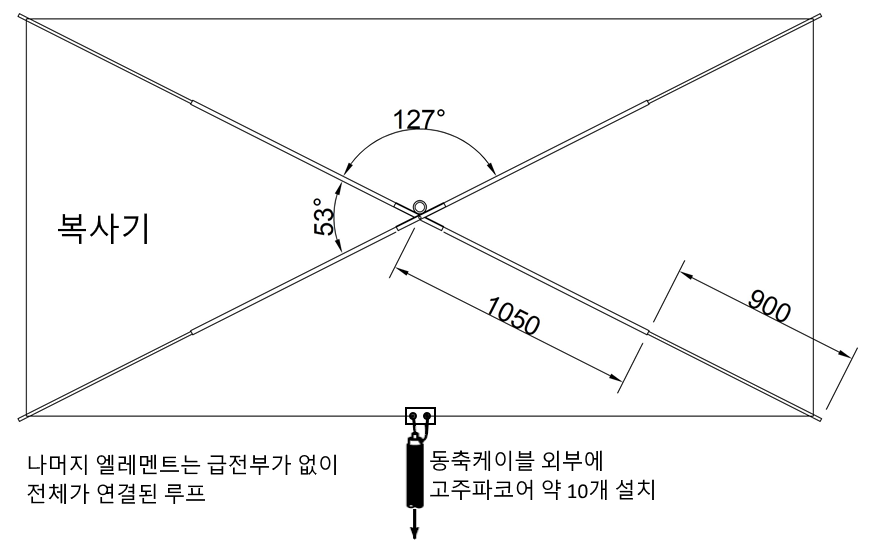 127°
53°
복사기
1050
900
나머지 엘레멘트는 급전부가 없이
전체가 연결된 루프
동축케이블 외부에
고주파코어 약 10개 설치